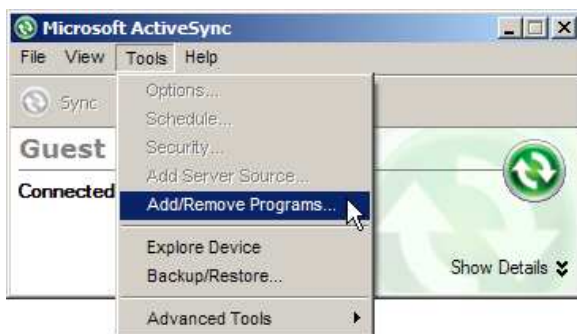 Microsoft ActiveSync
File View Tools Help
Sync
Options...
Schedule...
Security...
Add Server Source...
Add/Remove Programs...
Explore Device
Backup/Restore...
Advanced Tools
Guest
Connected
Show Details